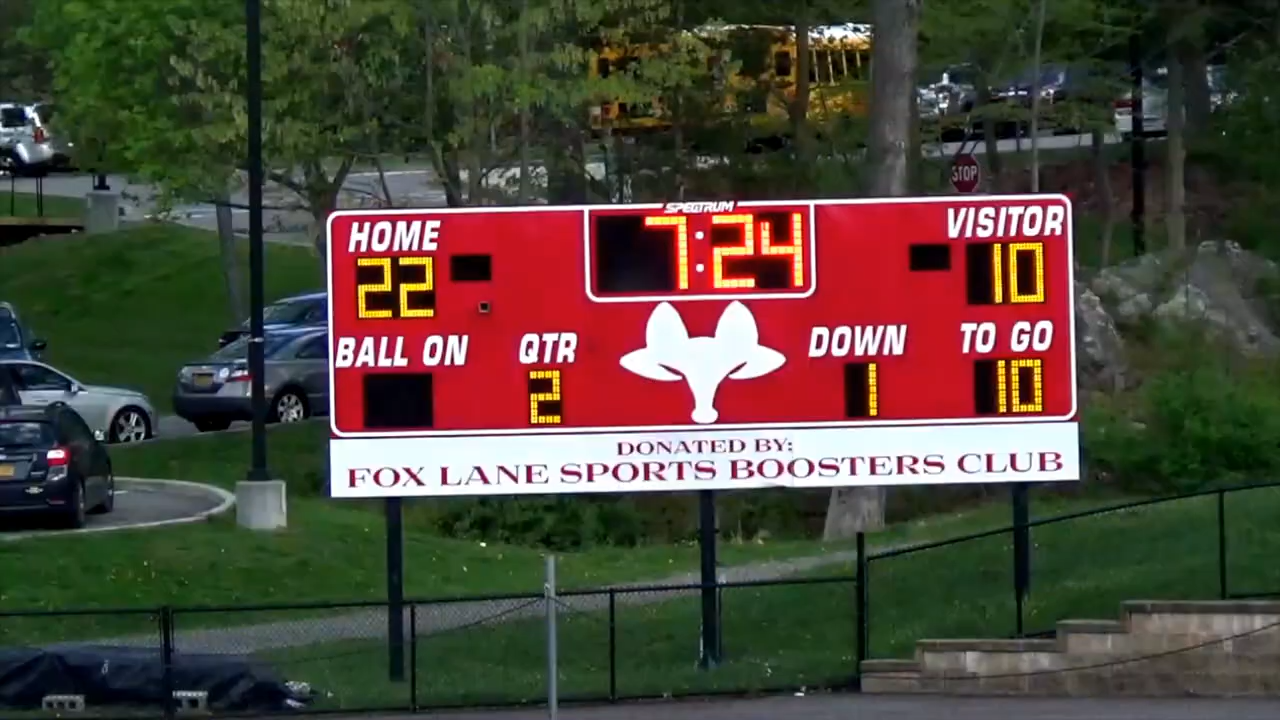 SPECTRUM
HOME 7:24 VISITOR
22 10
BALL ON QTR DOWN TO GO
2 1 10
DONATED BY:
FOX LANE SPORTS BOOSTERS CLUB
STOP